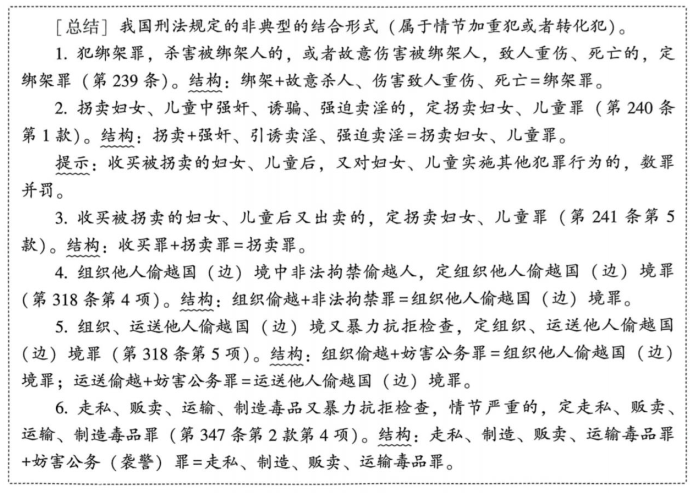 [总结] 我国刑法规定的非典型的结合形式（属于情节加重犯或者转化犯）。
1. 犯绑架罪，杀害被绑架人的，或者故意伤害被绑架人，致人重伤、死亡的，定
绑架罪（第 239 条）。结构：绑架+故意杀人、伤害致人重伤、死亡=绑架罪。
2. 拐卖妇女、儿童中强奸、诱骗、强迫卖淫的，定拐卖妇女、儿童罪（第 240 条
第 1 款）。结构：拐卖+强奸、引诱卖淫、强迫卖淫=拐卖妇女、儿童罪。
提示：收买被拐卖的妇女、儿童后，又对妇女、儿童实施其他犯罪行为的，数罪
并罚。
3. 收买被拐卖的妇女、儿童后又出卖的，定拐卖妇女、儿童罪（第 241 条第 5
款）。结构：收买罪+拐卖罪=拐卖罪。
4. 组织他人偷越国（边）境中非法拘禁偷越人，定组织他人偷越国（边）境罪
（第 318 条第 4 项）。结构：组织偷越+非法拘禁罪=组织他人偷越国（边）境罪。
5. 组织、运送他人偷越国（边）境又暴力抗拒检查，定组织、运送他人偷越国
（边）境罪（第 318 条第 5 项）。结构：组织偷越+妨害公务罪=组织他人偷越国（边）
境罪；运送偷越+妨害公务罪=运送他人偷越国（边）境罪。
6. 走私、贩卖、运输、制造毒品又暴力抗拒检查，情节严重的，定走私、贩卖、
运输、制造毒品罪（第 347 条第 2 款第 4 项）。结构：走私、制造、贩卖、运输毒品罪
+妨害公务（袭警）罪=走私、制造、贩卖、运输毒品罪。